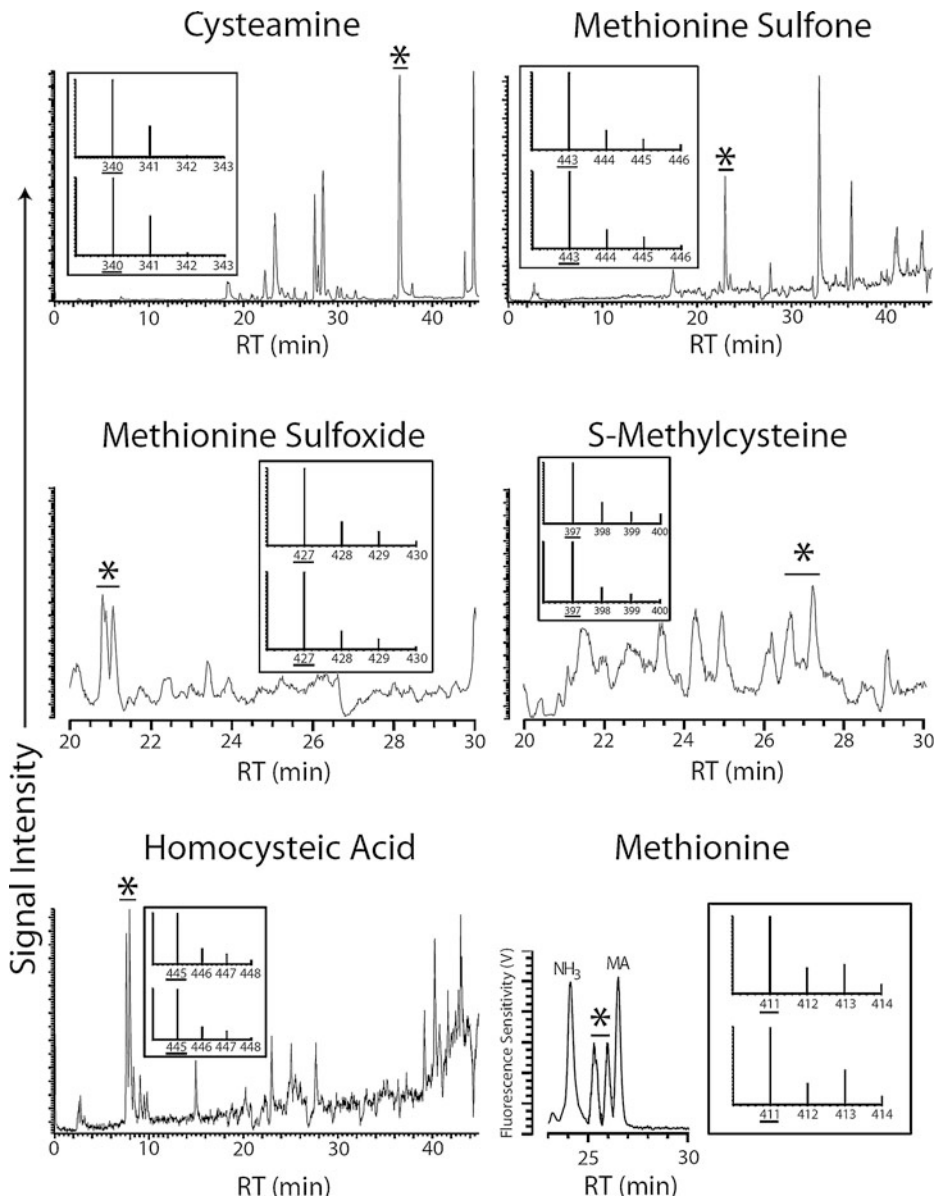 Cysteamine
*
340 341 342 343
340 341 342 343
0 10 20 30 40
RT (min)
Methionine Sulfone
*
443 444 445 446
443 444 445 446
0 10 20 30 40
RT (min)
Methionine Sulfoxide
*
427 428 429 430
427 428 429 430
20 22 24 26 28 30
RT (min)
S-Methylcysteine
*
397 398 399 400
397 398 399 400
20 22 24 26 28 30
RT (min)
Signal Intensity
Homocysteic Acid
*
445 446 447 448
445 446 447 448
0 10 20 30 40
RT (min)
Methionine
Fluorescence Sensitivity (V)
NH₃
*
MA
25 30
RT (min)
411 412 413 414
411 412 413 414